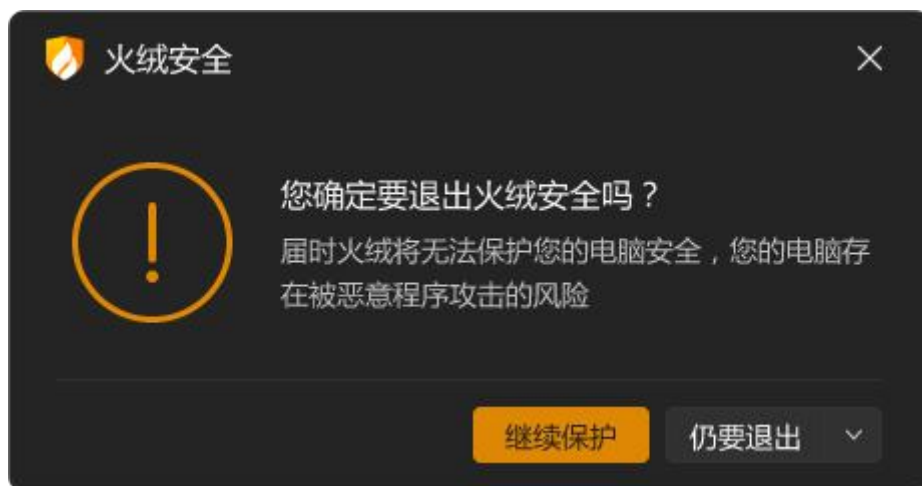 火绒安全
您确定要退出火绒安全吗？
届时火绒将无法保护您的电脑安全，您的电脑存
在被恶意程序攻击的风险
继续保护
仍要退出